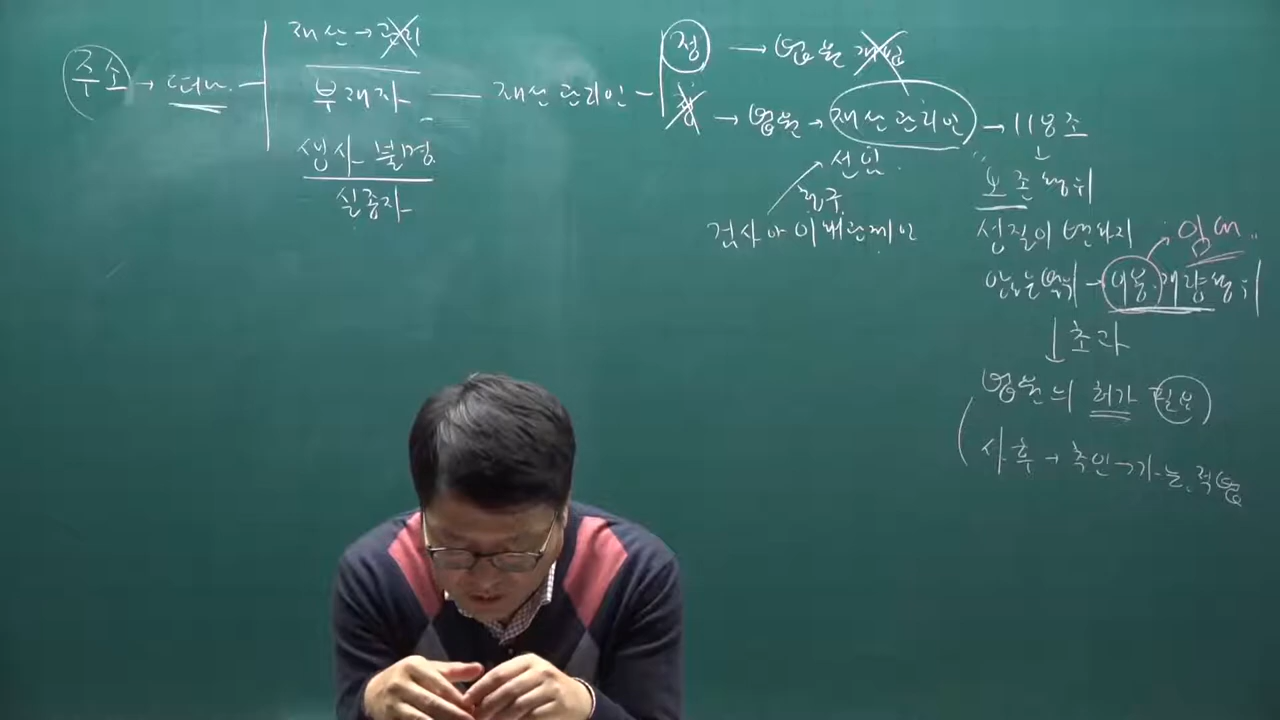 주소 → 떠나
재산 → 관리
부재자 — 재산관리인
생사불명
실종자
정 → 법원 개입
X → 법원 → 재산관리인 → 118조
선임
청구
검사 이해관계인
보존행위
성질이 변하지
않는 범위 → 이용·개량행위
임대
↓ 초과
법원의 허가 필요
사후 → 추인 → 가능. 적법